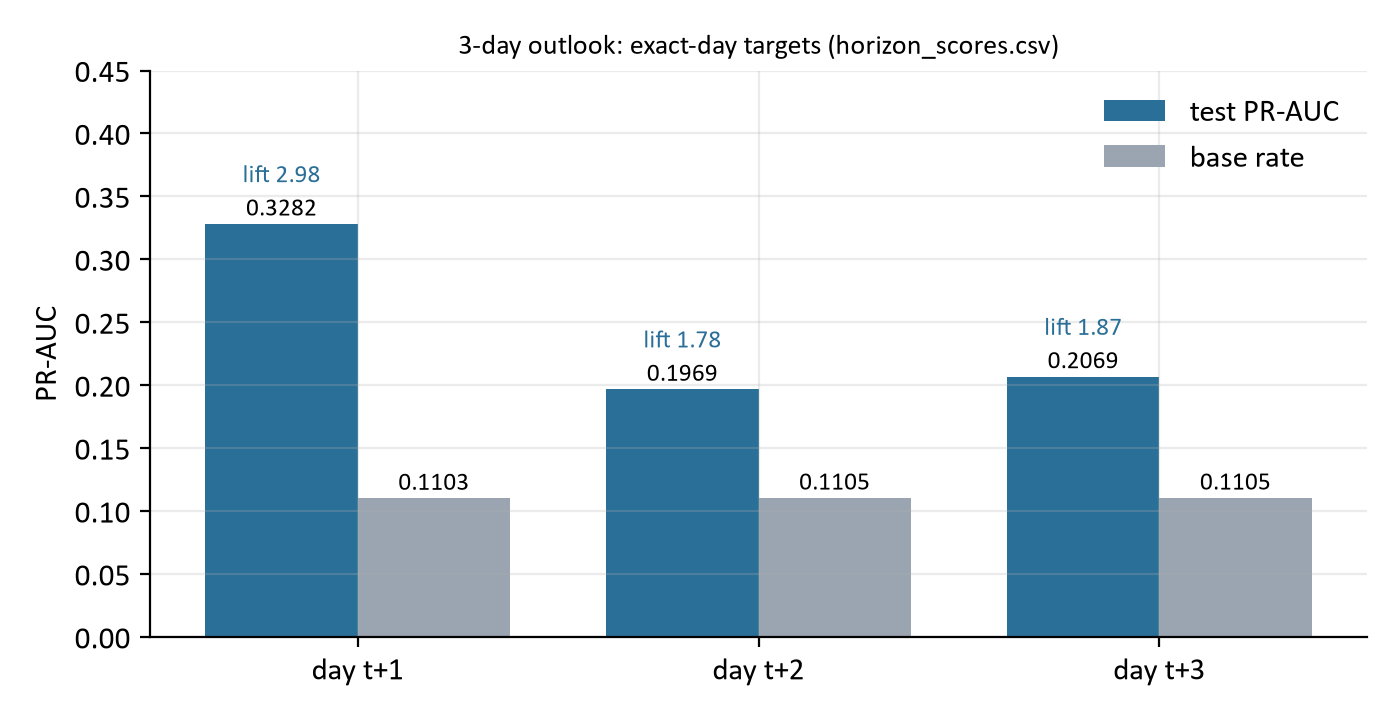 3-day outlook: exact-day targets (horizon_scores.csv)
test PR-AUC
base rate
PR-AUC
0.45
0.40
0.35
0.30
0.25
0.20
0.15
0.10
0.05
0.00
lift 2.98
0.3282
0.1103
lift 1.78
0.1969
0.1105
lift 1.87
0.2069
0.1105
day t+1
day t+2
day t+3